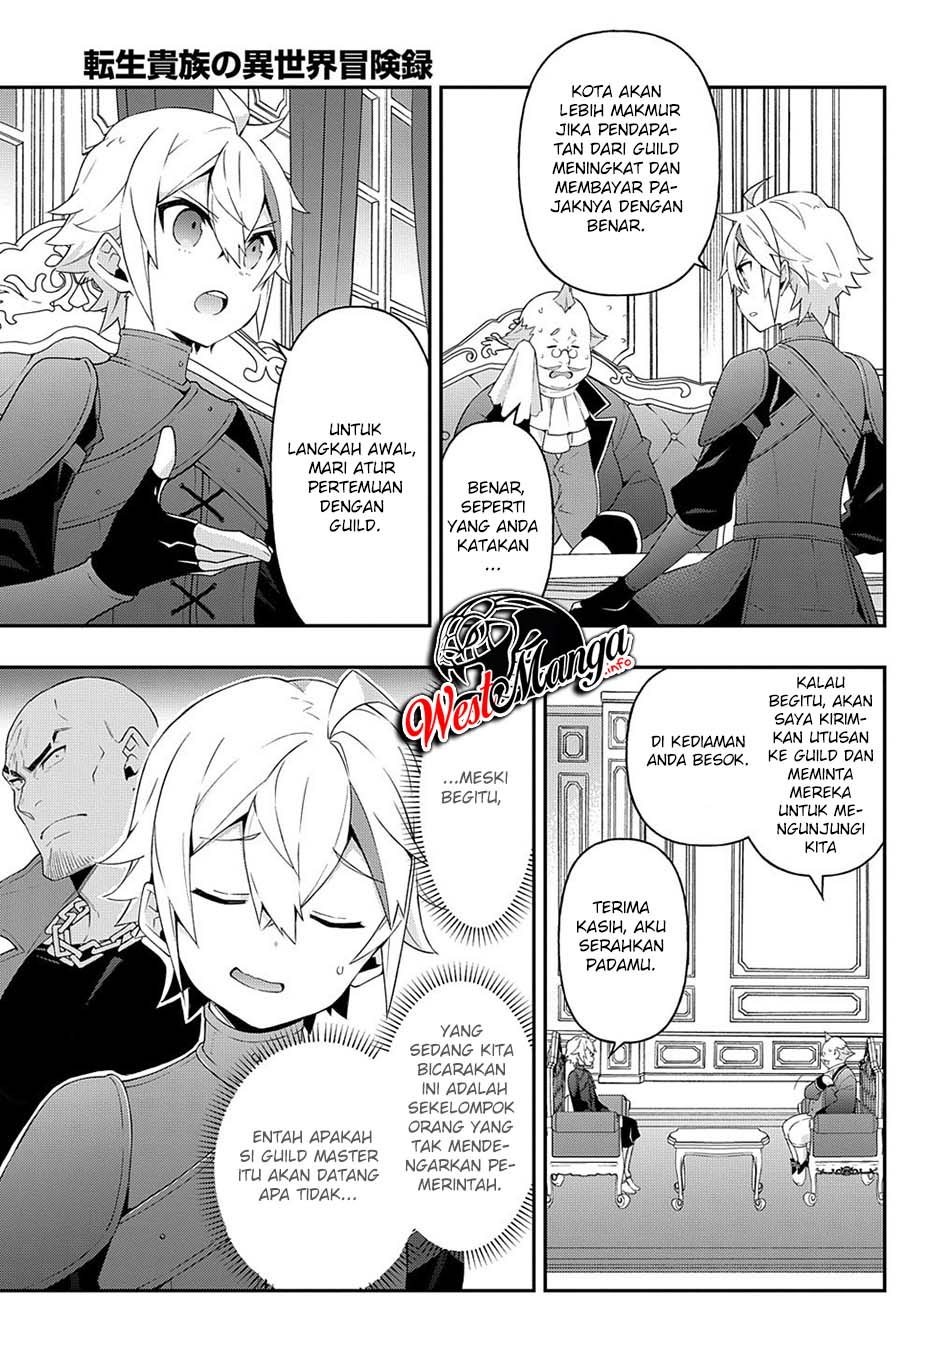 転生貴族の異世界冒険録
KOTA AKAN
LEBIH MAKMUR
JIKA PENDAPA-
TAN DARI GUILD
MENINGKAT DAN
MEMBAYAR PA-
JAKNYA DENGAN
BENAR.
BENAR,
SEPERTI
YANG ANDA
KATAKAN
...
UNTUK
LANGKAH AWAL,
MARI ATUR
PERTEMUAN
DENGAN
GUILD.
WestManga
.info
KALAU
BEGITU, AKAN
SAYA KIRIM-
KAN UTUSAN
KE GUILD DAN
MEMINTA
MEREKA
UNTUK ME-
NGUNJUNGI
KITA
DI KEDIAMAN
ANDA BESOK.
TERIMA
KASIH, AKU
SERAHKAN
PADAMU.
...MESKI
BEGITU,
YANG
SEDANG KITA
BICARAKAN
INI ADALAH
SEKELOMPOK
ORANG YANG
TAK MENDE-
NGARKAN PE-
MERINTAH.
ENTAH APAKAH
SI GUILD MASTER
ITU AKAN DATANG
APA TIDAK...